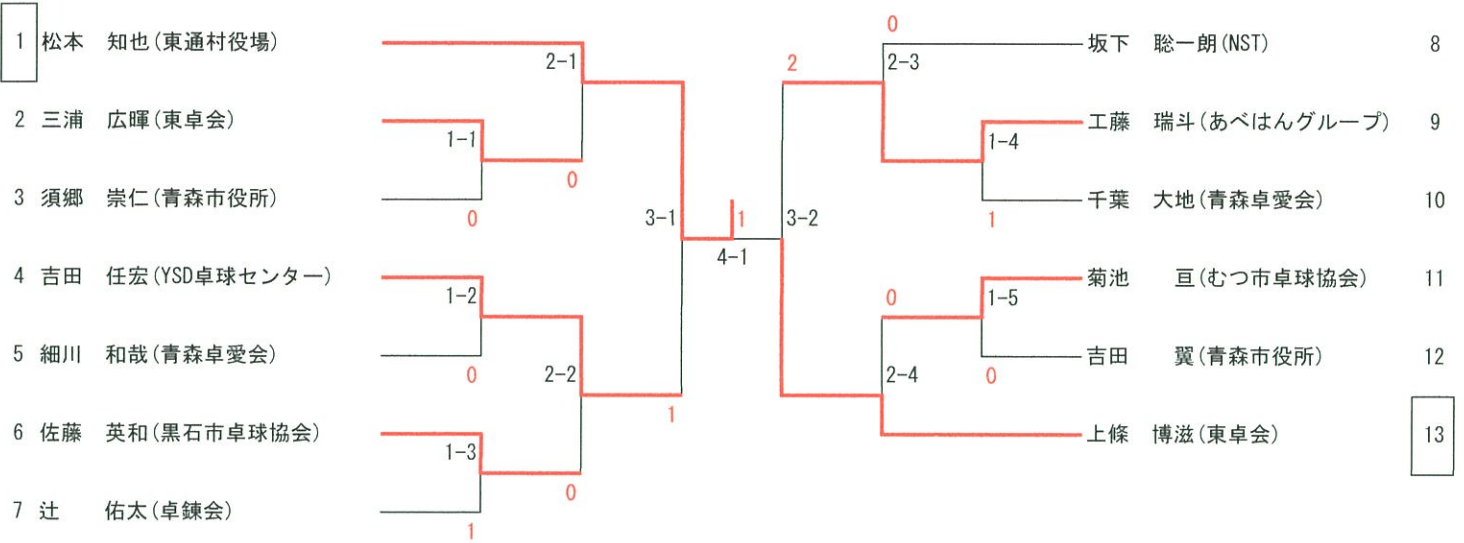 1 松本 知也(東通村役場)
2 三浦 広暉(東卓会)
3 須郷 崇仁(青森市役所)
4 吉田 任宏(YSD卓球センター)
5 細川 和哉(青森卓愛会)
6 佐藤 英和(黒石市卓球協会)
7 辻 佑太(卓錬会)
2-1
1-1
0
0
1-2
0
2-2
1-3
0
1
3-1
1
1
4-1
3-2
2
0
2-3
1-4
1
0
1-5
0
2-4
坂下 聡一朗(NST) 8
工藤 瑞斗(あべはんグループ) 9
千葉 大地(青森卓愛会) 10
菊池 亘(むつ市卓球協会) 11
吉田 翼(青森市役所) 12
上條 博滋(東卓会) 13